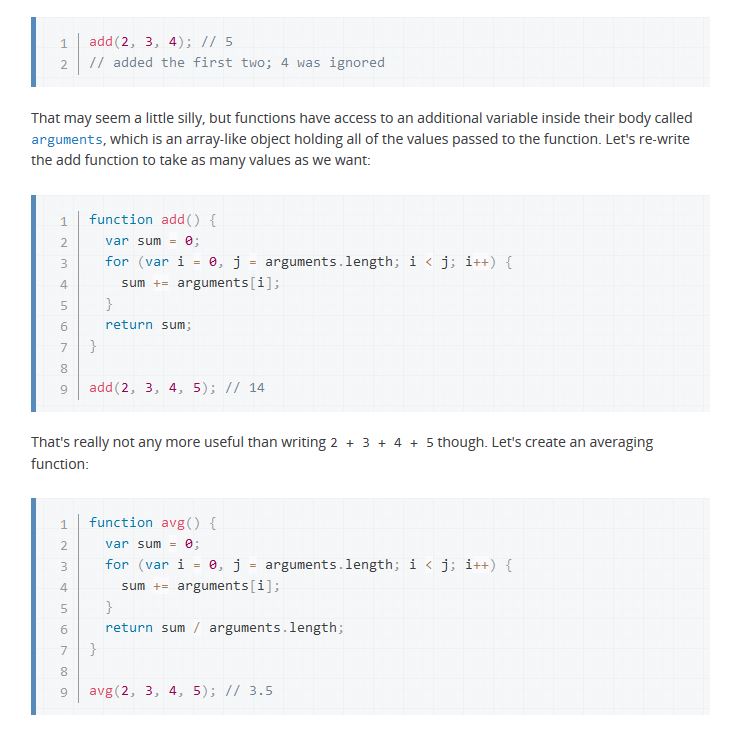 1 add(2, 3, 4); // 5
2 // added the first two; 4 was ignored
That may seem a little silly, but functions have access to an additional variable inside their body called
arguments, which is an array-like object holding all of the values passed to the function. Let's re-write
the add function to take as many values as we want:
1 function add() {
2   var sum = 0;
3   for (var i = 0, j = arguments.length; i < j; i++) {
4     sum += arguments[i];
5   }
6   return sum;
7 }
8
9 add(2, 3, 4, 5); // 14
That's really not any more useful than writing 2 + 3 + 4 + 5 though. Let's create an averaging
function:
1 function avg() {
2   var sum = 0;
3   for (var i = 0, j = arguments.length; i < j; i++) {
4     sum += arguments[i];
5   }
6   return sum / arguments.length;
7 }
8
9 avg(2, 3, 4, 5); // 3.5